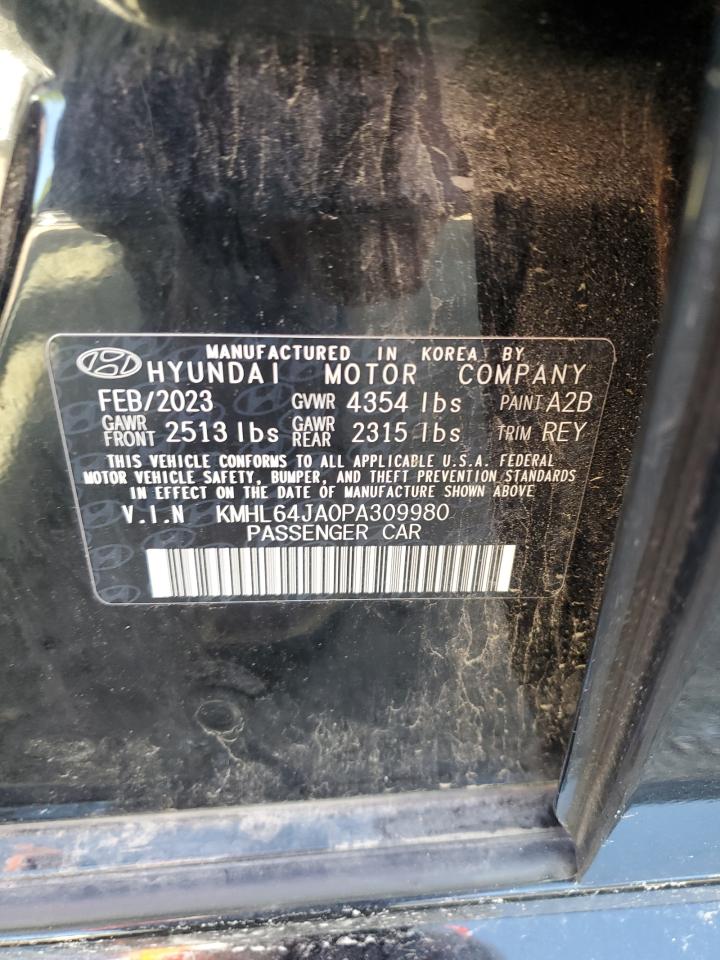 MANUFACTURED IN KOREA BY
HYUNDAI MOTOR COMPANY
FEB/2023 GVWR 4354 lbs PAINT A2B
GAWR FRONT 2513 lbs GAWR REAR 2315 lbs TRIM REY
THIS VEHICLE CONFORMS TO ALL APPLICABLE U.S.A. FEDERAL
MOTOR VEHICLE SAFETY, BUMPER, AND THEFT PREVENTION STANDARDS
IN EFFECT ON THE DATE OF MANUFACTURE SHOWN ABOVE
V.I.N KMHL64JA0PA309980
PASSENGER CAR